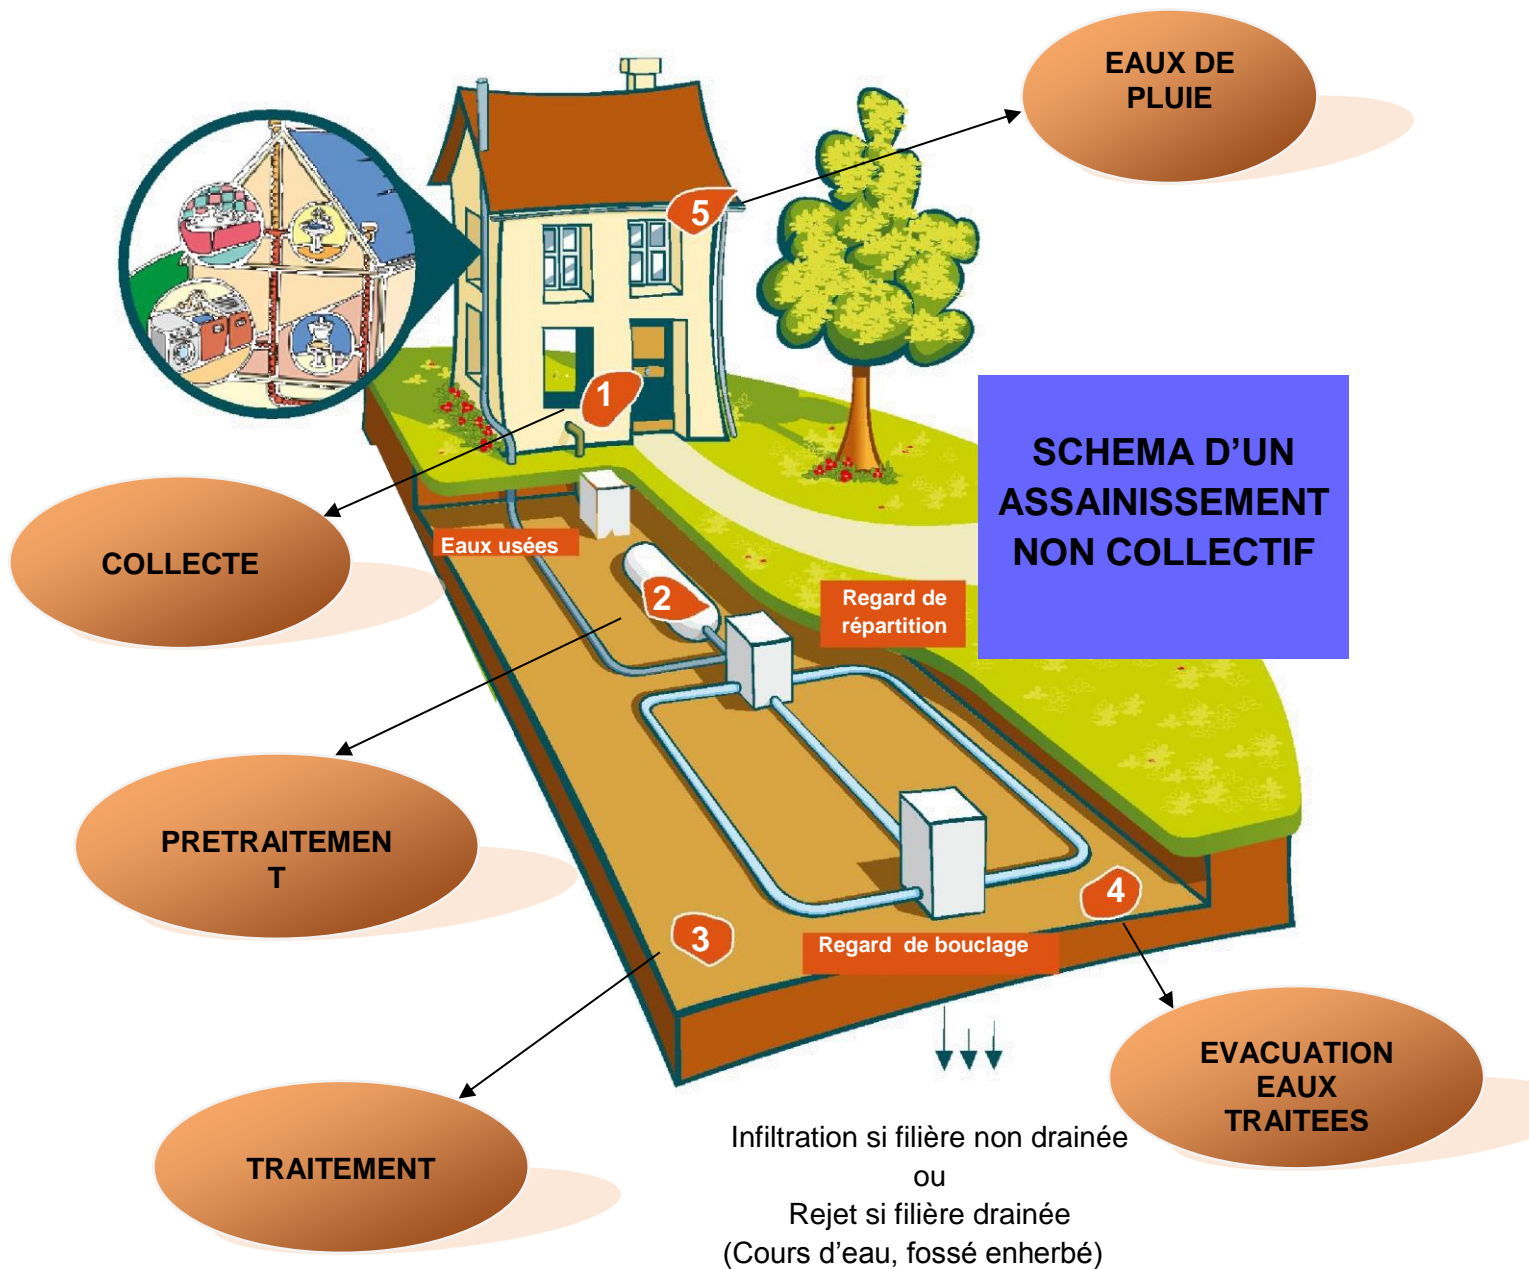 EAUX DE
PLUIE
5
1
SCHEMA D’UN
ASSAINISSEMENT
NON COLLECTIF
COLLECTE
Eaux usées
2
Regard de
répartition
PRETRAITEMEN
T
3
4
Regard de bouclage
EVACUATION
EAUX
TRAITEES
TRAITEMENT
Infiltration si filière non drainée
ou
Rejet si filière drainée
(Cours d’eau, fossé enherbé)